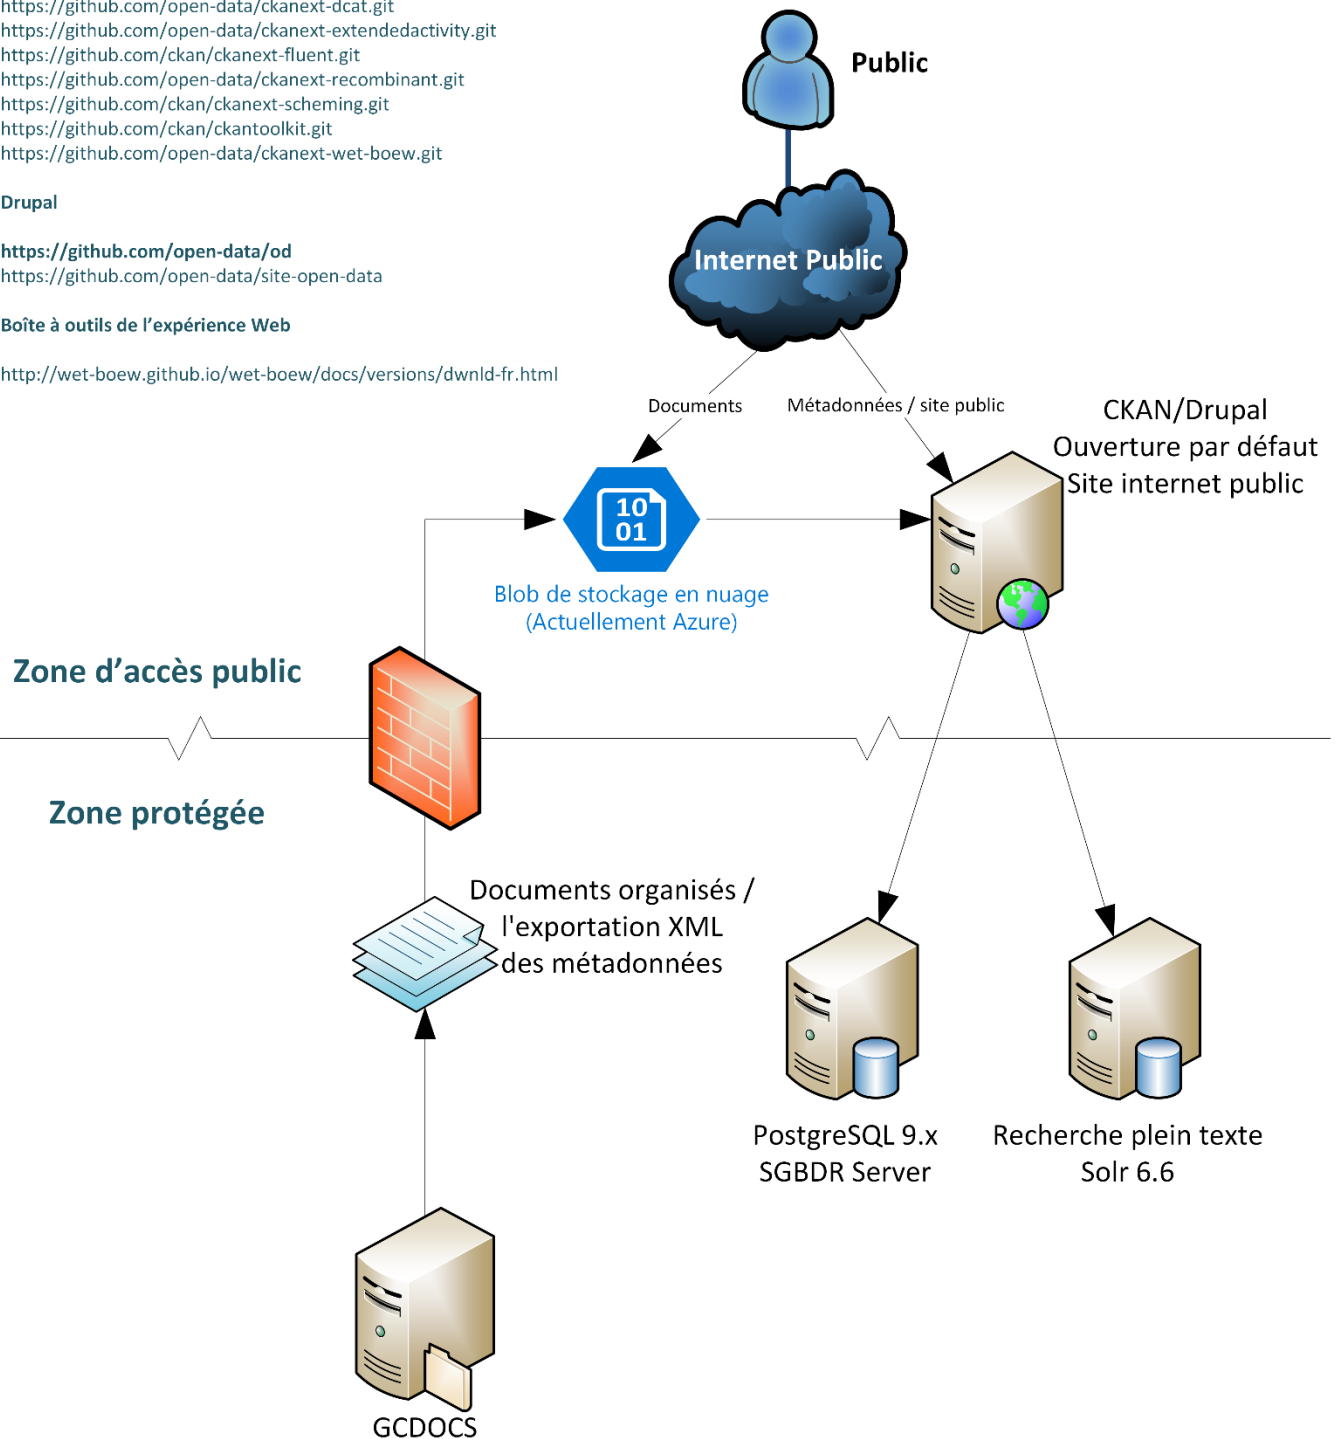 https://github.com/open-data/ckanext-dcat.git
https://github.com/open-data/ckanext-extendedactivity.git
https://github.com/ckan/ckanext-fluent.git
https://github.com/open-data/ckanext-recombinant.git
https://github.com/ckan/ckanext-scheming.git
https://github.com/ckan/ckantoolkit.git
https://github.com/open-data/ckanext-wet-boew.git
Drupal
https://github.com/open-data/od
https://github.com/open-data/site-open-data
Boîte à outils de l’expérience Web
http://wet-boew.github.io/wet-boew/docs/versions/dwnld-fr.html
Public
Internet Public
Documents
Métadonnées / site public
CKAN/Drupal
Ouverture par défaut
Site internet public
10
01
Blob de stockage en nuage
(Actuellement Azure)
Zone d’accès public
Zone protégée
Documents organisés /
l'exportation XML
des métadonnées
PostgreSQL 9.x
SGBDR Server
Recherche plein texte
Solr 6.6
GCDOCS